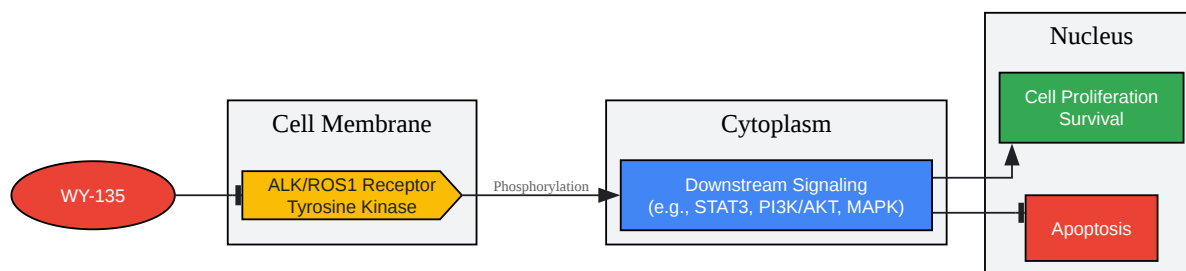 WY-135
Cell Membrane
ALK/ROS1 Receptor
Tyrosine Kinase
Phosphorylation
Cytoplasm
Downstream Signaling
(e.g., STAT3, PI3K/AKT, MAPK)
Nucleus
Cell Proliferation
Survival
Apoptosis